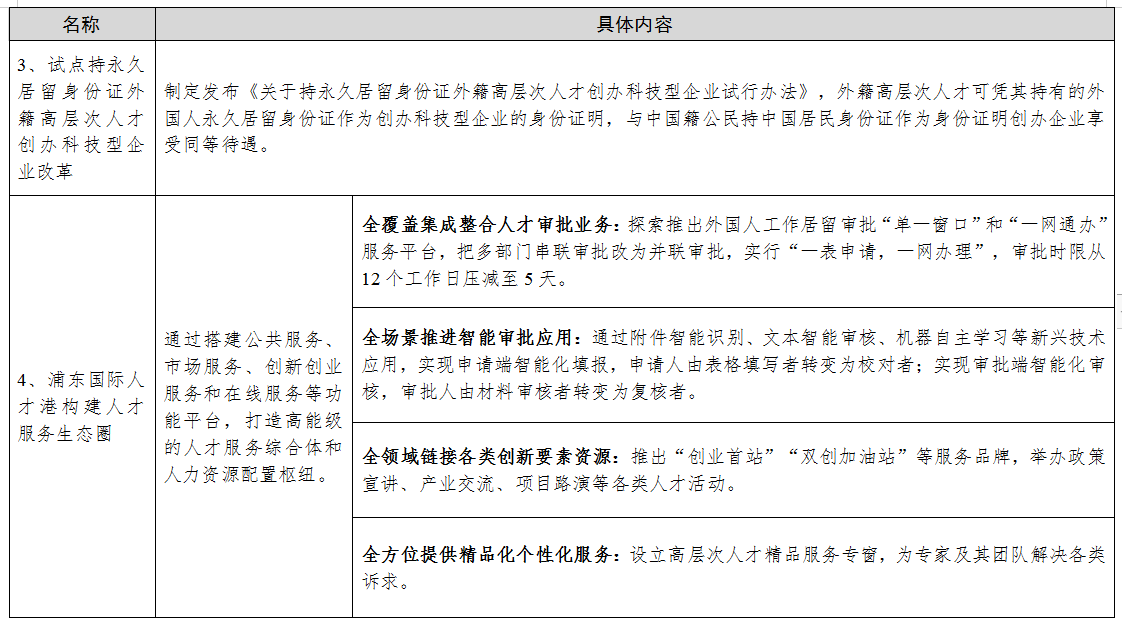 名称
具体内容
3、试点持永久
居留身份证外
籍高层次人才
创办科技型企
业改革
制定发布《关于持永久居留身份证外籍高层次人才创办科技型企业试行办法》，外籍高层次人才可凭其持有的外
国人永久居留身份证作为创办科技型企业的身份证明，与中国籍公民持中国居民身份证作为身份证明创办企业享
受同等待遇。
4、浦东国际人
才港构建人才
服务生态圈
通过搭建公共服务、
市场服务、创新创业
服务和在线服务等功
能平台，打造高能级
的人才服务综合体和
人力资源配置枢纽。
全覆盖集成整合人才审批业务：探索推出外国人工作居留审批“单一窗口”和“一网通办”
服务平台，把多部门串联审批改为并联审批，实行“一表申请，一网办理”，审批时限从
12个工作日压减至5天。
全场景推进智能审批应用：通过附件智能识别、文本智能审核、机器自主学习等新兴技术
应用，实现申请端智能化填报，申请人由表格填写者转变为校对者；实现审批端智能化审
核，审批人由材料审核者转变为复核者。
全领域链接各类创新要素资源：推出“创业首站”“双创加油站”等服务品牌，举办政策
宣讲、产业交流、项目路演等各类人才活动。
全方位提供精品化个性化服务：设立高层次人才精品服务专窗，为专家及其团队解决各类
诉求。